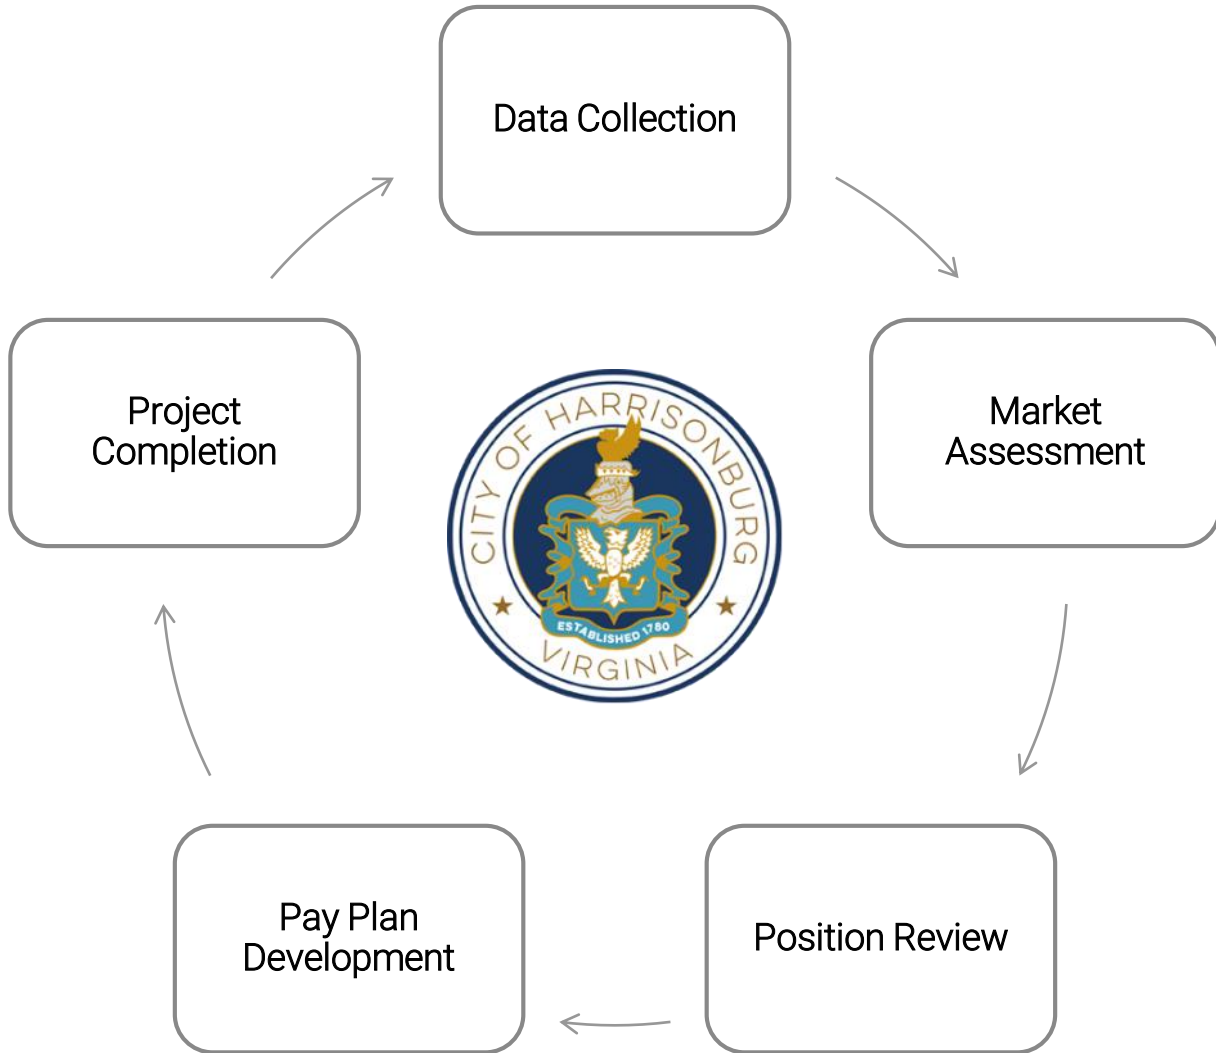 Data Collection
Project
Completion
Market
Assessment
CITY OF HARRISONBURG
ESTABLISHED 1780
VIRGINIA
Pay Plan
Development
Position Review